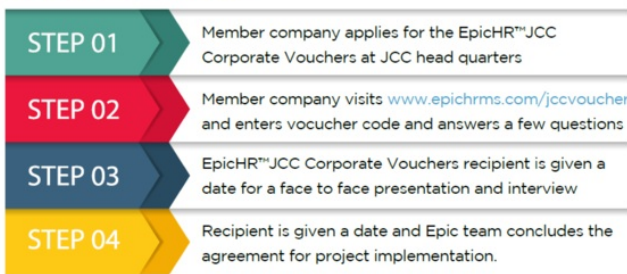 STEP 01
Member company applies for the EpicHR™JCC
Corporate Vouchers at JCC head quarters
STEP 02
Member company visits www.epichrms.com/jccvoucher
and enters vocucher code and answers a few questions
STEP 03
EpicHR™JCC Corporate Vouchers recipient is given a
date for a face to face presentation and interview
STEP 04
Recipient is given a date and Epic team concludes the
agreement for project implementation.